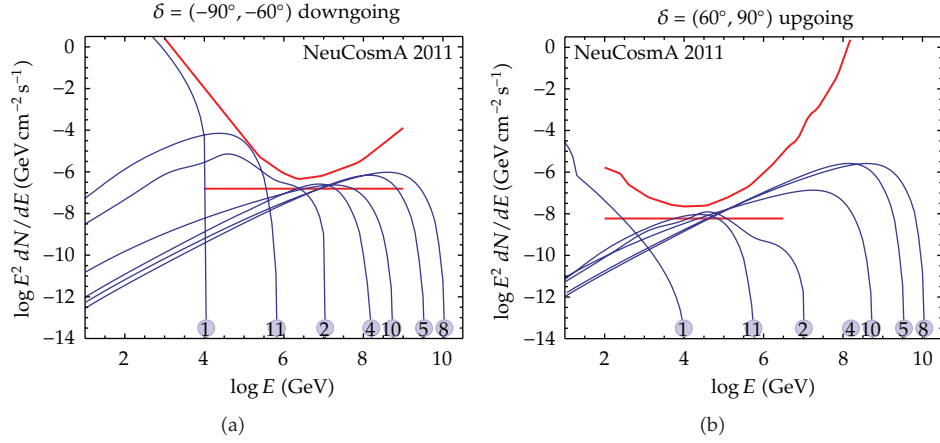 δ = (−90°, −60°) downgoing
NeuCosmA 2011
log E² dN/dE (GeV cm⁻² s⁻¹)
0
−2
−4
−6
−8
−10
−12
−14
1 11 2 4 10 5 8
2 4 6 8 10
log E (GeV)
(a)
δ = (60°, 90°) upgoing
NeuCosmA 2011
log E² dN/dE (GeV cm⁻² s⁻¹)
0
−2
−4
−6
−8
−10
−12
−14
1 11 2 4 10 5 8
2 4 6 8 10
log E (GeV)
(b)